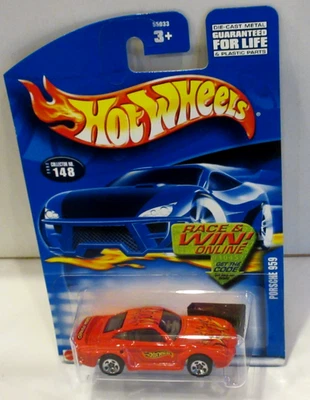 55033
3+
DIE-CAST METAL
GUARANTEED
FOR LIFE
& PLASTIC PARTS
HOT WHEELS
COLLECTOR NO.
148
RACE &
WIN!
ONLINE
GET THE
CODE
PORSCHE 959